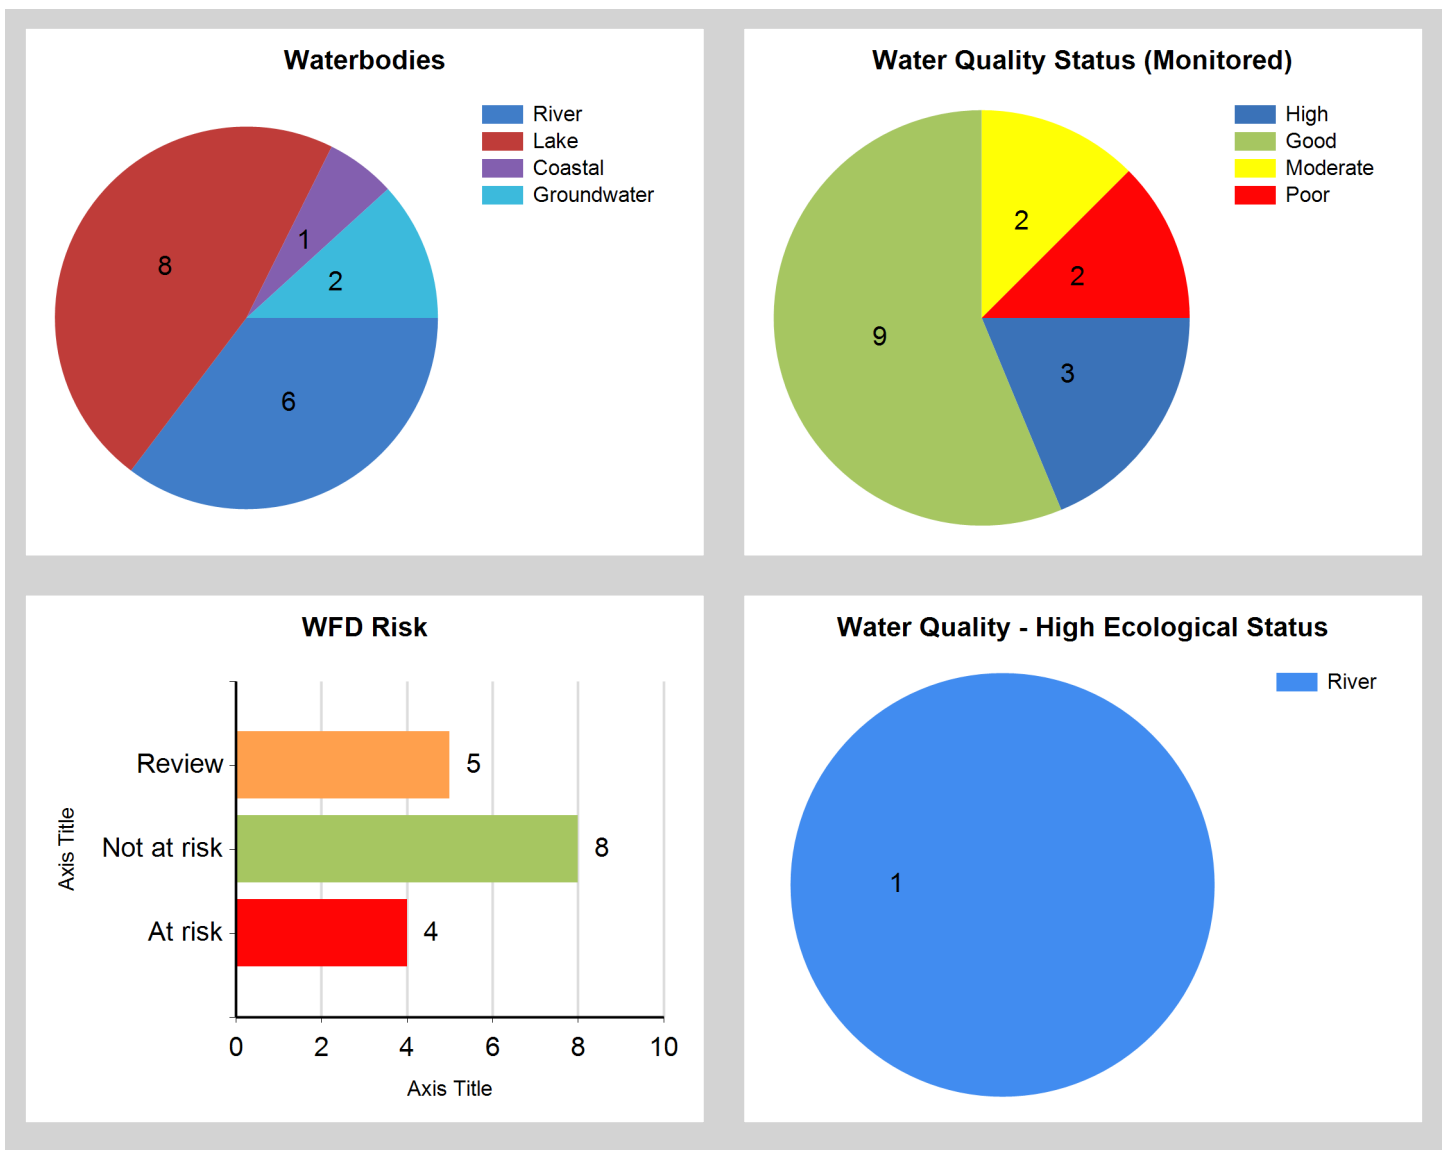 Waterbodies
River
Lake
Coastal
Groundwater
8
1
2
6
Water Quality Status (Monitored)
High
Good
Moderate
Poor
2
2
9
3
WFD Risk
Review
5
Not at risk
8
At risk
4
Axis Title
0 2 4 6 8 10
Axis Title
Water Quality - High Ecological Status
River
1